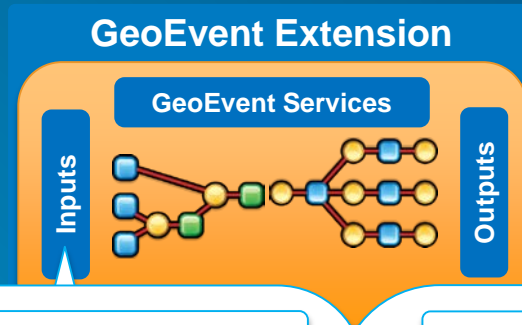 GeoEvent Extension
GeoEvent Services
Inputs
Outputs